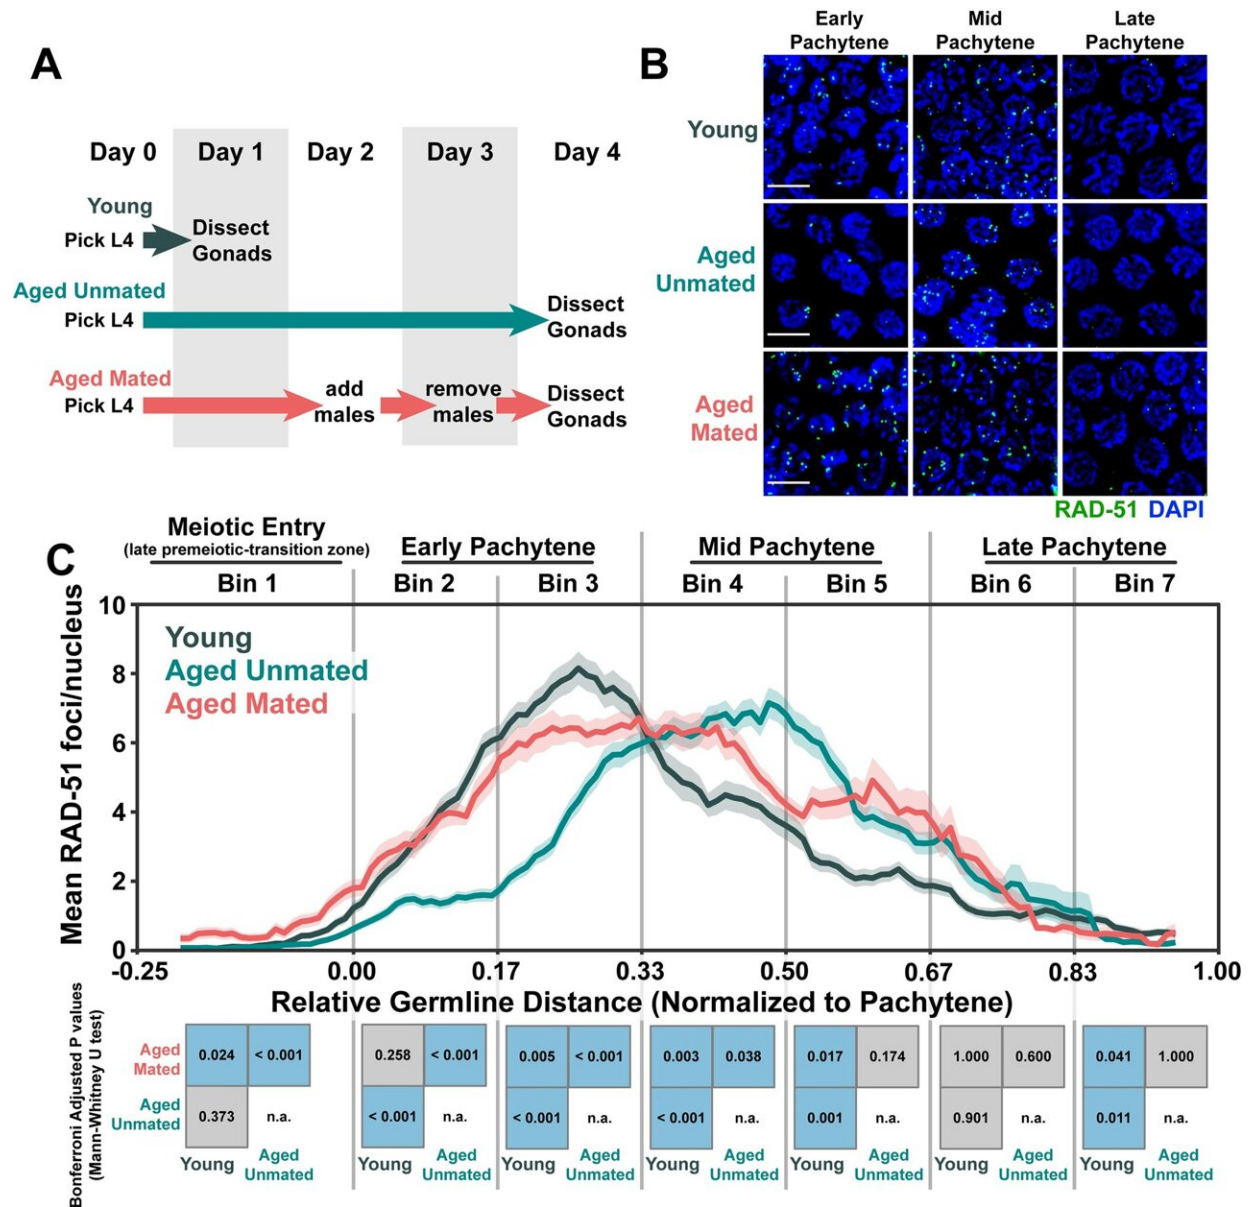 A
Day 0 Day 1 Day 2 Day 3 Day 4
Young
Pick L4
Dissect
Gonads
Aged Unmated
Pick L4
Dissect
Gonads
Aged Mated
Pick L4
add
males
remove
males
Dissect
Gonads
B
Early
Pachytene
Mid
Pachytene
Late
Pachytene
Young
Aged
Unmated
Aged
Mated
RAD-51 DAPI
C
Meiotic Entry
(late premeiotic-transition zone)
Early Pachytene
Mid Pachytene
Late Pachytene
Bin 1 Bin 2 Bin 3 Bin 4 Bin 5 Bin 6 Bin 7
Mean RAD-51 foci/nucleus
10
8
6
4
2
0
Young
Aged Unmated
Aged Mated
-0.25 0.00 0.17 0.33 0.50 0.67 0.83 1.00
Relative Germline Distance (Normalized to Pachytene)
Bonferroni Adjusted P values
(Mann-Whitney U test)
Aged
Mated
0.024 < 0.001 0.258 < 0.001 0.005 < 0.001 0.003 0.038 0.017 0.174 1.000 0.600 0.041 1.000
Aged
Unmated
0.373 n.a. < 0.001 n.a. < 0.001 n.a. < 0.001 n.a. 0.001 n.a. 0.901 n.a. 0.011 n.a.
Young Aged
Unmated
Young Aged
Unmated
Young Aged
Unmated
Young Aged
Unmated
Young Aged
Unmated
Young Aged
Unmated
Young Aged
Unmated